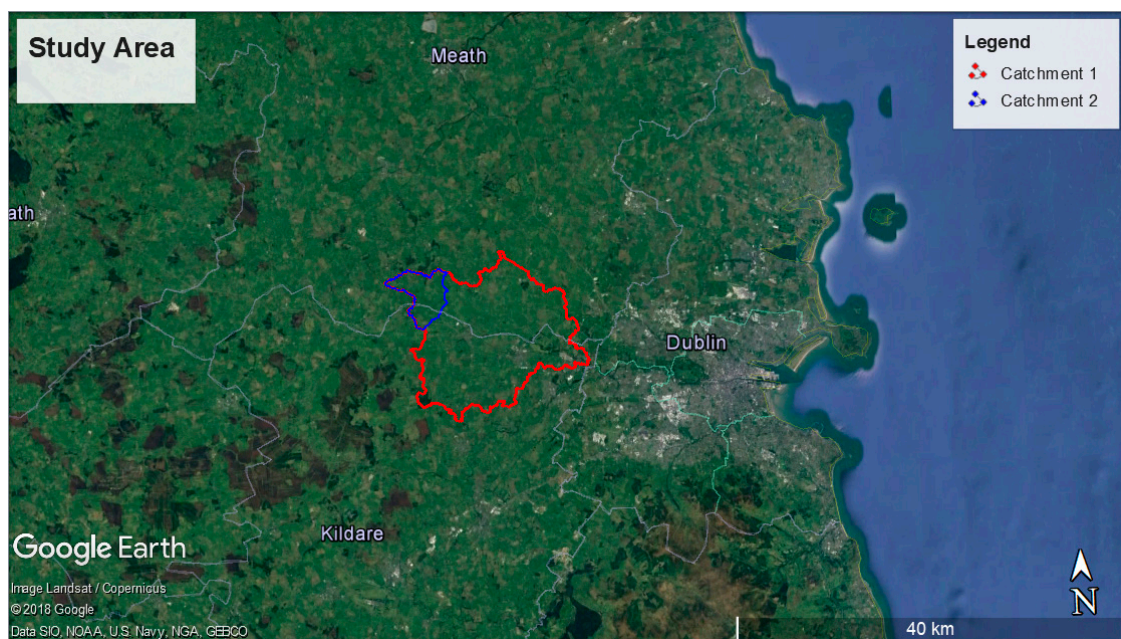 Study Area
Meath
Legend
Catchment 1
Catchment 2
ath
Dublin
Kildare
Google Earth
Image Landsat / Copernicus
© 2018 Google
Data SIO, NOAA, U.S. Navy, NGA, GEBCO
40 km
N